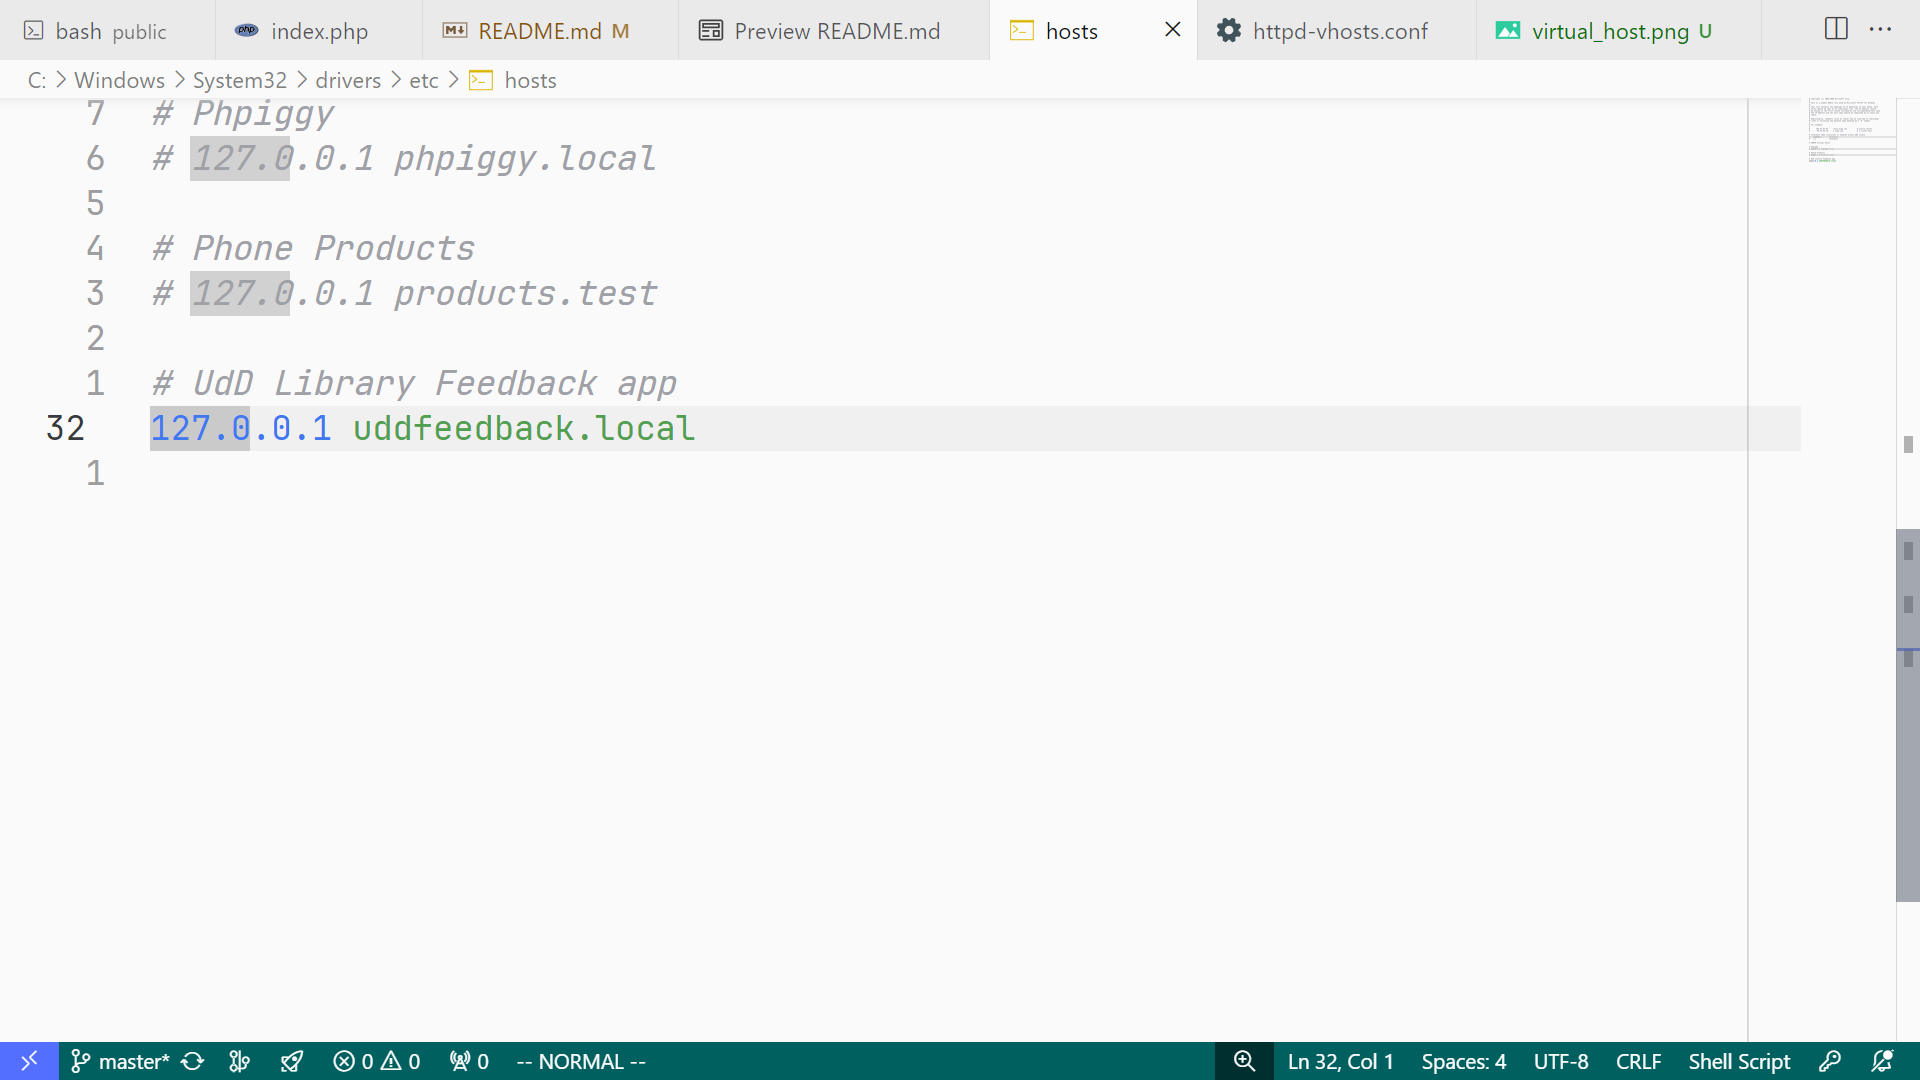 bash public index.php README.md M Preview README.md hosts httpd-vhosts.conf virtual_host.png U
C: > Windows > System32 > drivers > etc > hosts
7 # Phpiggy
6 # 127.0.0.1 phpiggy.local
5
4 # Phone Products
3 # 127.0.0.1 products.test
2
1 # UdD Library Feedback app
32 127.0.0.1 uddfeedback.local
1
master* 0 0 0 -- NORMAL -- Ln 32, Col 1 Spaces: 4 UTF-8 CRLF Shell Script